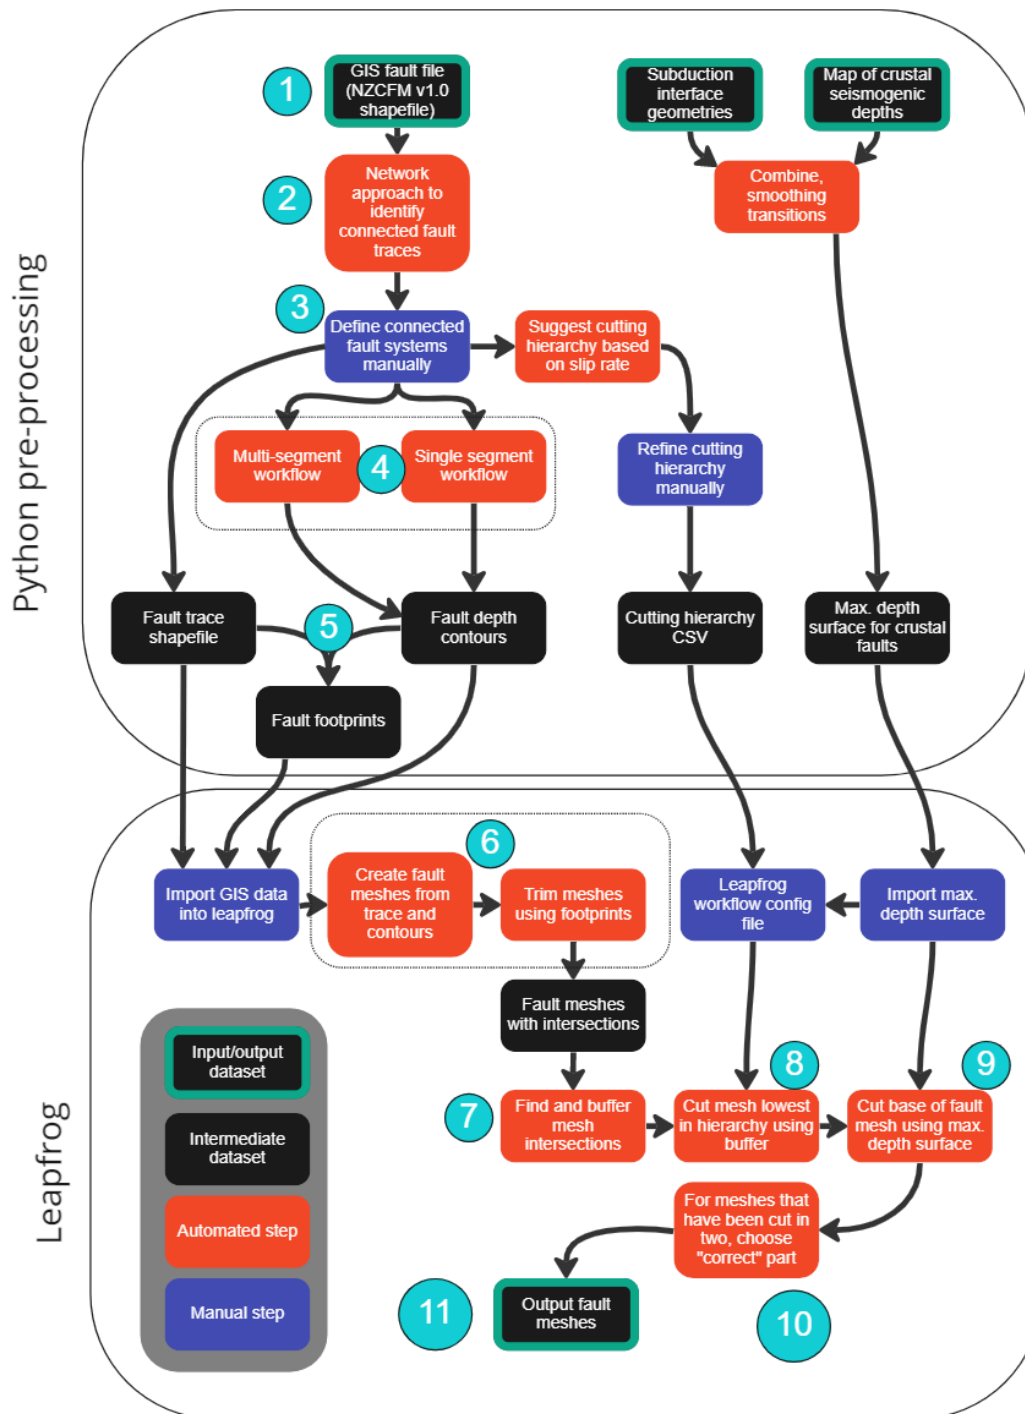 Python pre-processing
1
GIS fault file
(NZCFM v1.0
shapefile)
Subduction
interface
geometries
Map of crustal
seismogenic
depths
2
Network
approach to
identify
connected fault
traces
Combine,
smoothing
transitions
3
Define connected
fault systems
manually
Suggest cutting
hierarchy based
on slip rate
Multi-segment
workflow
4
Single segment
workflow
Refine cutting
hierarchy
manually
Fault trace
shapefile
5
Fault depth
contours
Cutting hierarchy
CSV
Max. depth
surface for crustal
faults
Fault footprints
Leapfrog
6
Import GIS data
into leapfrog
Create fault
meshes from
trace and
contours
Trim meshes
using footprints
Leapfrog
workflow config
file
Import max.
depth surface
Fault meshes
with intersections
7
Find and buffer
mesh
intersections
8
Cut mesh lowest
in hierarchy using
buffer
9
Cut base of fault
mesh using max.
depth surface
For meshes that
have been cut in
two, choose
"correct" part
10
11
Output fault
meshes
Input/output
dataset
Intermediate
dataset
Automated step
Manual step